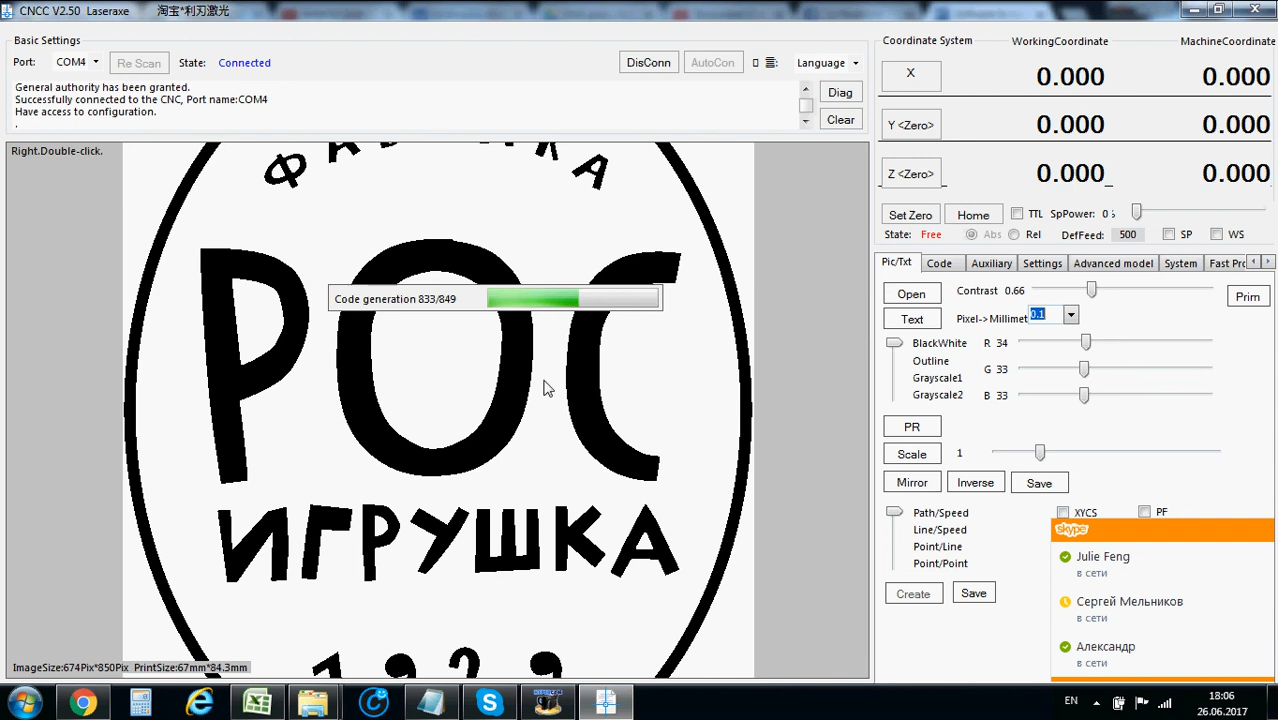 CNCC V2.50 Laseraxe 淘宝*利刃激光
Basic Settings
Port: COM4 Re Scan State: Connected DisConn AutoCon Language
General authority has been granted.
Successfully connected to the CNC, Port name:COM4
Have access to configuration.
.
Diag
Clear
Right.Double-click.
ФАБРИКА
РОС
Code generation 833/849
ИГРУШКА
1929
ImageSize:674Pix*850Pix PrintSize:67mm*84.3mm
Coordinate System WorkingCoordinate MachineCoordinate
X 0.000 0.000
Y <Zero> 0.000 0.000
Z <Zero> 0.000 0.000
Set Zero Home TTL SpPower: 0%
State: Free Abs Rel DefFeed: 500 SP WS
Pic/Txt Code Auxiliary Settings Advanced model System Fast Pro
Open Contrast 0.66 Prim
Text Pixel->Millimet 0.1
BlackWhite R 34
Outline G 33
Grayscale1
Grayscale2 B 33
PR
Scale 1
Mirror Inverse Save
Path/Speed XYCS PF
Line/Speed
Point/Line
Point/Point
Create Save
skype
Julie Feng
в сети
Сергей Мельников
в сети
Александр
в сети
EN 18:06
26.06.2017